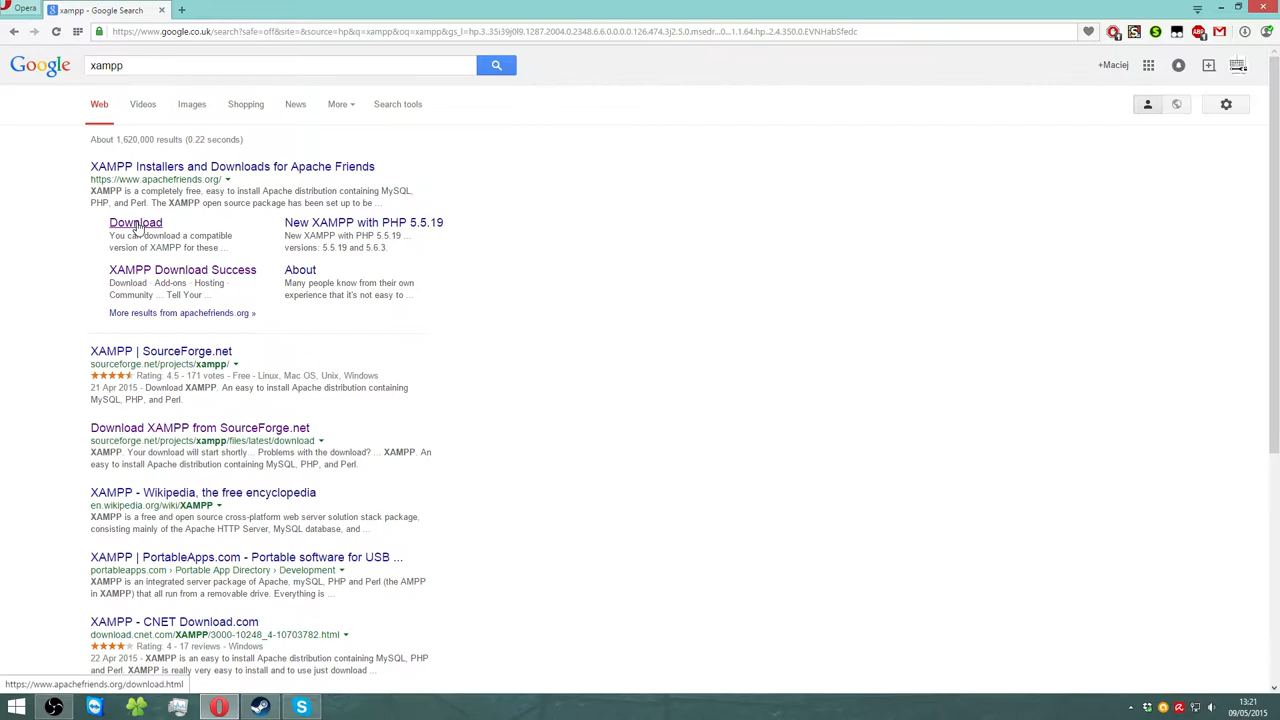 Opera
xampp - Google Search
https://www.google.co.uk/search?safe=off&site=&source=hp&q=xampp&oq=xampp&gs_l=hp.3..35i39j0l9.1287.2004.0.2348.6.6.0.0.0.0.126.474.3j2.5.0.msedr...0...1.1.64.hp..2.4.350.0.EVNHabSfedc
Google
xampp
+Maciej
Web
Videos
Images
Shopping
News
More
Search tools
About 1,620,000 results (0.22 seconds)
XAMPP Installers and Downloads for Apache Friends
https://www.apachefriends.org/
XAMPP is a completely free, easy to install Apache distribution containing MySQL,
PHP, and Perl. The XAMPP open source package has been set up to be ...
Download
You can download a compatible
version of XAMPP for these ...
New XAMPP with PHP 5.5.19
New XAMPP with PHP 5.5.19 ...
versions: 5.5.19 and 5.6.3.
XAMPP Download Success
Download · Add-ons · Hosting ·
Community ... Tell Your ...
About
Many people know from their own
experience that it's not easy to ...
More results from apachefriends.org »
XAMPP | SourceForge.net
sourceforge.net/projects/xampp/
Rating: 4.5 - 171 votes - Free - Linux, Mac OS, Unix, Windows
21 Apr 2015 - Download XAMPP. An easy to install Apache distribution containing
MySQL, PHP, and Perl.
Download XAMPP from SourceForge.net
sourceforge.net/projects/xampp/files/latest/download
XAMPP. Your download will start shortly... Problems with the download? ... XAMPP. An
easy to install Apache distribution containing MySQL, PHP, and Perl.
XAMPP - Wikipedia, the free encyclopedia
en.wikipedia.org/wiki/XAMPP
XAMPP is a free and open source cross-platform web server solution stack package,
consisting mainly of the Apache HTTP Server, MySQL database, and ...
XAMPP | PortableApps.com - Portable software for USB ...
portableapps.com › Portable App Directory › Development
XAMPP is an integrated server package of Apache, mySQL, PHP and Perl (the AMPP
in XAMPP) that all run from a removable drive. Everything is ...
XAMPP - CNET Download.com
download.cnet.com/XAMPP/3000-10248_4-10703782.html
Rating: 4 - 17 reviews - Windows
22 Apr 2015 - XAMPP is an easy to install Apache distribution containing MySQL, PHP
and Perl. XAMPP is really very easy to install and to use just download ...
https://www.apachefriends.org/download.html
13:21
09/05/2015